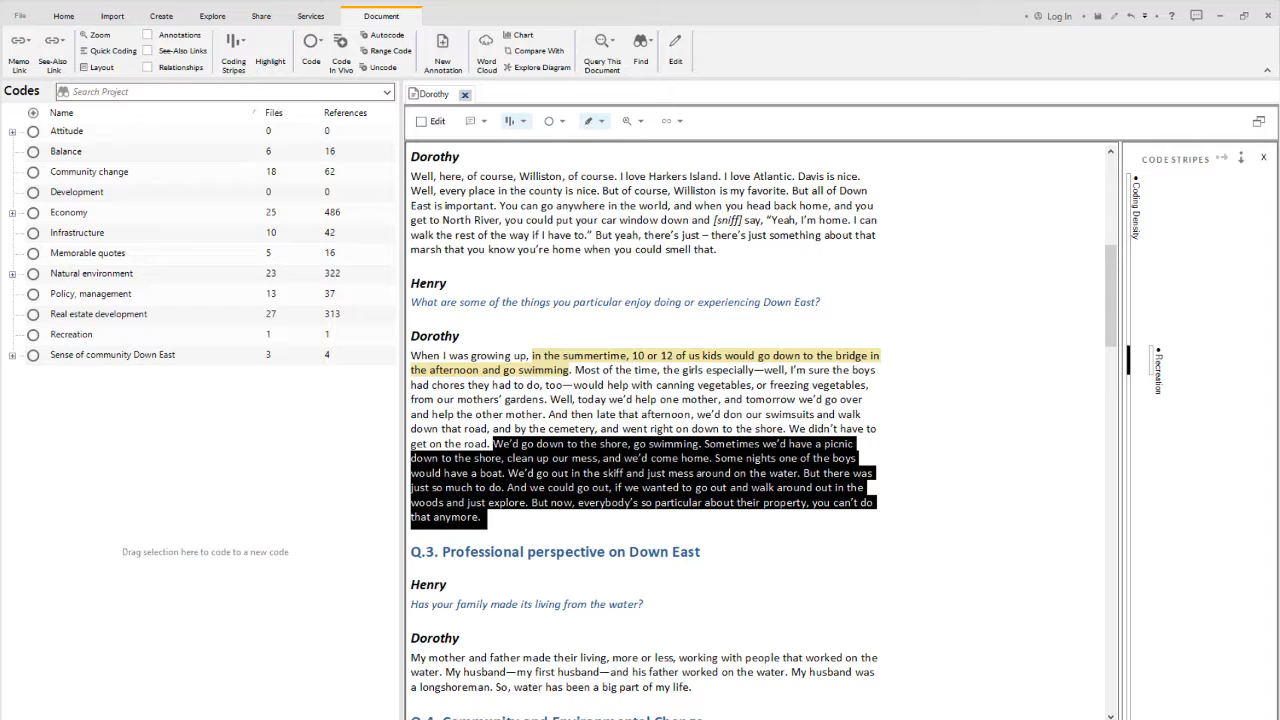 File Home Import Create Explore Share Services Document Log In
Memo Link
See-Also Link
Zoom
Quick Coding
Layout
Annotations
See-Also Links
Relationships
Coding Stripes
Highlight
Code
Code In Vivo
Autocode
Range Code
Uncode
New Annotation
Word Cloud
Chart
Compare With
Explore Diagram
Query This Document
Find
Edit
Codes
Search Project
Name Files References
Attitude 0 0
Balance 6 16
Community change 18 62
Development 0 0
Economy 25 486
Infrastructure 10 42
Memorable quotes 5 16
Natural environment 23 322
Policy, management 13 37
Real estate development 27 313
Recreation 1 1
Sense of community Down East 3 4
Drag selection here to code to a new code
Dorothy
Edit
Dorothy
Well, here, of course, Williston, of course. I love Harkers Island. I love Atlantic. Davis is nice.
Well, every place in the county is nice. But of course, Williston is my favorite. But all of Down
East is important. You can go anywhere in the world, and when you head back home, and you
get to North River, you could put your car window down and [sniff] say, “Yeah, I’m home. I can
walk the rest of the way if I have to.” But yeah, there’s just – there’s just something about that
marsh that you know you’re home when you could smell that.
Henry
What are some of the things you particular enjoy doing or experiencing Down East?
Dorothy
When I was growing up, in the summertime, 10 or 12 of us kids would go down to the bridge in
the afternoon and go swimming. Most of the time, the girls especially—well, I’m sure the boys
had chores they had to do, too—would help with canning vegetables, or freezing vegetables,
from our mothers’ gardens. Well, today we’d help one mother, and tomorrow we’d go over
and help the other mother. And then late that afternoon, we’d don our swimsuits and walk
down that road, and by the cemetery, and went right on down to the shore. We didn’t have to
get on the road. We’d go down to the shore, go swimming. Sometimes we’d have a picnic
down to the shore, clean up our mess, and we’d come home. Some nights one of the boys
would have a boat. We’d go out in the skiff and just mess around on the water. But there was
just so much to do. And we could go out, if we wanted to go out and walk around out in the
woods and just explore. But now, everybody’s so particular about their property, you can’t do
that anymore.
Q.3. Professional perspective on Down East
Henry
Has your family made its living from the water?
Dorothy
My mother and father made their living, more or less, working with people that worked on the
water. My husband—my first husband—and his father worked on the water. My husband was
a longshoreman. So, water has been a big part of my life.
Q.4. Community and Environmental Change
CODE STRIPES
Coding Density
Recreation